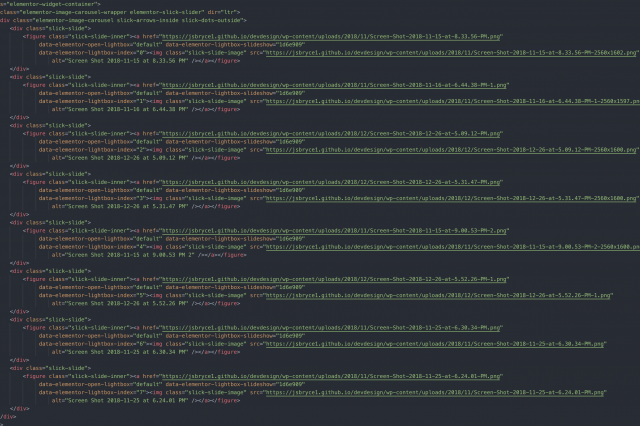 s="elementor-widget-container">
class="elementor-image-carousel-wrapper elementor-slick-slider" dir="ltr">
div class="elementor-image-carousel slick-arrows-inside slick-dots-outside">
<div class="slick-slide">
<figure class="slick-slide-inner"><a href="https://jsbryce1.github.io/devdesign/wp-content/uploads/2018/11/Screen-Shot-2018-11-15-at-8.33.56-PM.png"
data-elementor-open-lightbox="default" data-elementor-lightbox-slideshow="1d6e909"
data-elementor-lightbox-index="0"><img class="slick-slide-image" src="https://jsbryce1.github.io/devdesign/wp-content/uploads/2018/11/Screen-Shot-2018-11-15-at-8.33.56-PM-2560x1602.png"
alt="Screen Shot 2018-11-15 at 8.33.56 PM" /></a></figure>
</div>
<div class="slick-slide">
<figure class="slick-slide-inner"><a href="https://jsbryce1.github.io/devdesign/wp-content/uploads/2018/11/Screen-Shot-2018-11-16-at-6.44.38-PM-1.png"
data-elementor-open-lightbox="default" data-elementor-lightbox-slideshow="1d6e909"
data-elementor-lightbox-index="1"><img class="slick-slide-image" src="https://jsbryce1.github.io/devdesign/wp-content/uploads/2018/11/Screen-Shot-2018-11-16-at-6.44.38-PM-1-2560x1597.pn
alt="Screen Shot 2018-11-16 at 6.44.38 PM" /></a></figure>
</div>
<div class="slick-slide">
<figure class="slick-slide-inner"><a href="https://jsbryce1.github.io/devdesign/wp-content/uploads/2018/12/Screen-Shot-2018-12-26-at-5.09.12-PM.png"
data-elementor-open-lightbox="default" data-elementor-lightbox-slideshow="1d6e909"
data-elementor-lightbox-index="2"><img class="slick-slide-image" src="https://jsbryce1.github.io/devdesign/wp-content/uploads/2018/12/Screen-Shot-2018-12-26-at-5.09.12-PM-2560x1600.png"
alt="Screen Shot 2018-12-26 at 5.09.12 PM" /></a></figure>
</div>
<div class="slick-slide">
<figure class="slick-slide-inner"><a href="https://jsbryce1.github.io/devdesign/wp-content/uploads/2018/12/Screen-Shot-2018-12-26-at-5.31.47-PM.png"
data-elementor-open-lightbox="default" data-elementor-lightbox-slideshow="1d6e909"
data-elementor-lightbox-index="3"><img class="slick-slide-image" src="https://jsbryce1.github.io/devdesign/wp-content/uploads/2018/12/Screen-Shot-2018-12-26-at-5.31.47-PM-2560x1600.png"
alt="Screen Shot 2018-12-26 at 5.31.47 PM" /></a></figure>
</div>
<div class="slick-slide">
<figure class="slick-slide-inner"><a href="https://jsbryce1.github.io/devdesign/wp-content/uploads/2018/11/Screen-Shot-2018-11-15-at-9.00.53-PM-2.png"
data-elementor-open-lightbox="default" data-elementor-lightbox-slideshow="1d6e909"
data-elementor-lightbox-index="4"><img class="slick-slide-image" src="https://jsbryce1.github.io/devdesign/wp-content/uploads/2018/11/Screen-Shot-2018-11-15-at-9.00.53-PM-2-2560x1600.pn
alt="Screen Shot 2018-11-15 at 9.00.53 PM 2" /></a></figure>
</div>
<div class="slick-slide">
<figure class="slick-slide-inner"><a href="https://jsbryce1.github.io/devdesign/wp-content/uploads/2018/12/Screen-Shot-2018-12-26-at-5.52.26-PM-1.png"
data-elementor-open-lightbox="default" data-elementor-lightbox-slideshow="1d6e909"
data-elementor-lightbox-index="5"><img class="slick-slide-image" src="https://jsbryce1.github.io/devdesign/wp-content/uploads/2018/12/Screen-Shot-2018-12-26-at-5.52.26-PM-1.png"
alt="Screen Shot 2018-12-26 at 5.52.26 PM" /></a></figure>
</div>
<div class="slick-slide">
<figure class="slick-slide-inner"><a href="https://jsbryce1.github.io/devdesign/wp-content/uploads/2018/11/Screen-Shot-2018-11-25-at-6.30.34-PM.png"
data-elementor-open-lightbox="default" data-elementor-lightbox-slideshow="1d6e909"
data-elementor-lightbox-index="6"><img class="slick-slide-image" src="https://jsbryce1.github.io/devdesign/wp-content/uploads/2018/11/Screen-Shot-2018-11-25-at-6.30.34-PM.png"
alt="Screen Shot 2018-11-25 at 6.30.34 PM" /></a></figure>
</div>
<div class="slick-slide">
<figure class="slick-slide-inner"><a href="https://jsbryce1.github.io/devdesign/wp-content/uploads/2018/11/Screen-Shot-2018-11-25-at-6.24.01-PM.png"
data-elementor-open-lightbox="default" data-elementor-lightbox-slideshow="1d6e909"
data-elementor-lightbox-index="7"><img class="slick-slide-image" src="https://jsbryce1.github.io/devdesign/wp-content/uploads/2018/11/Screen-Shot-2018-11-25-at-6.24.01-PM.png"
alt="Screen Shot 2018-11-25 at 6.24.01 PM" /></a></figure>
</div>
</div>